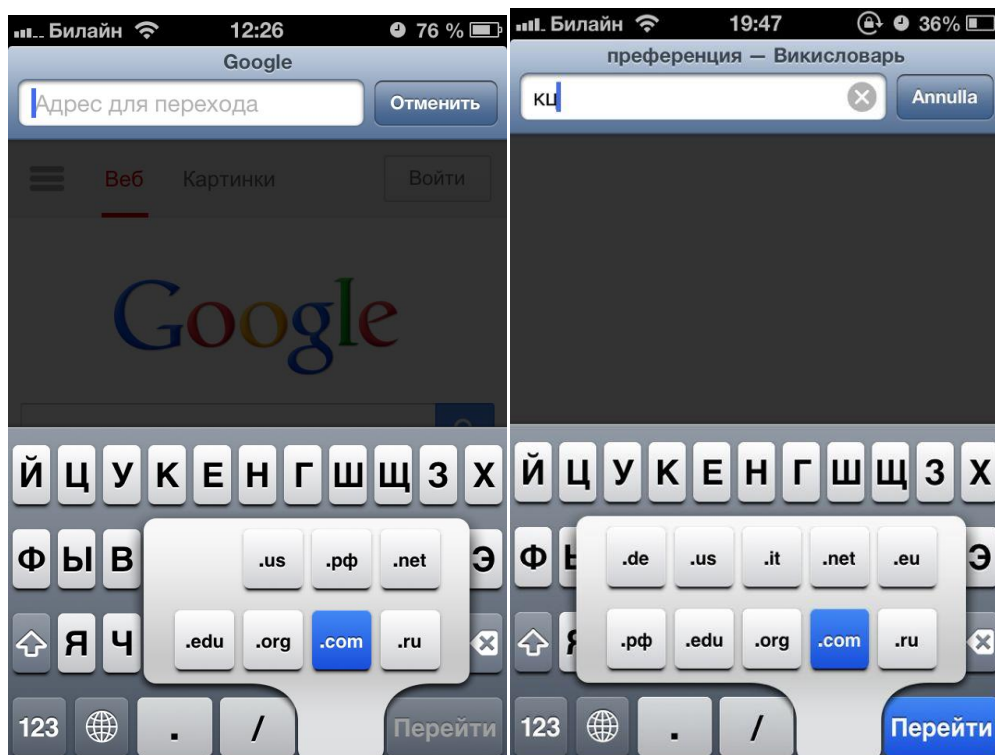 Билайн 12:26 76 %
Google
Адрес для перехода
Отменить
Веб Картинки Войти
Google
Й Ц У К Е Н Г Ш Щ З Х
Ф Ы В .us .рф .net Э
Я Ч .edu .org .com .ru
123 . / Перейти
Билайн 19:47 36%
преференция — Викисловарь
кц
Annulla
Й Ц У К Е Н Г Ш Щ З Х
Ф .de .us .it .net .eu Э
.рф .edu .org .com .ru
123 . / Перейти